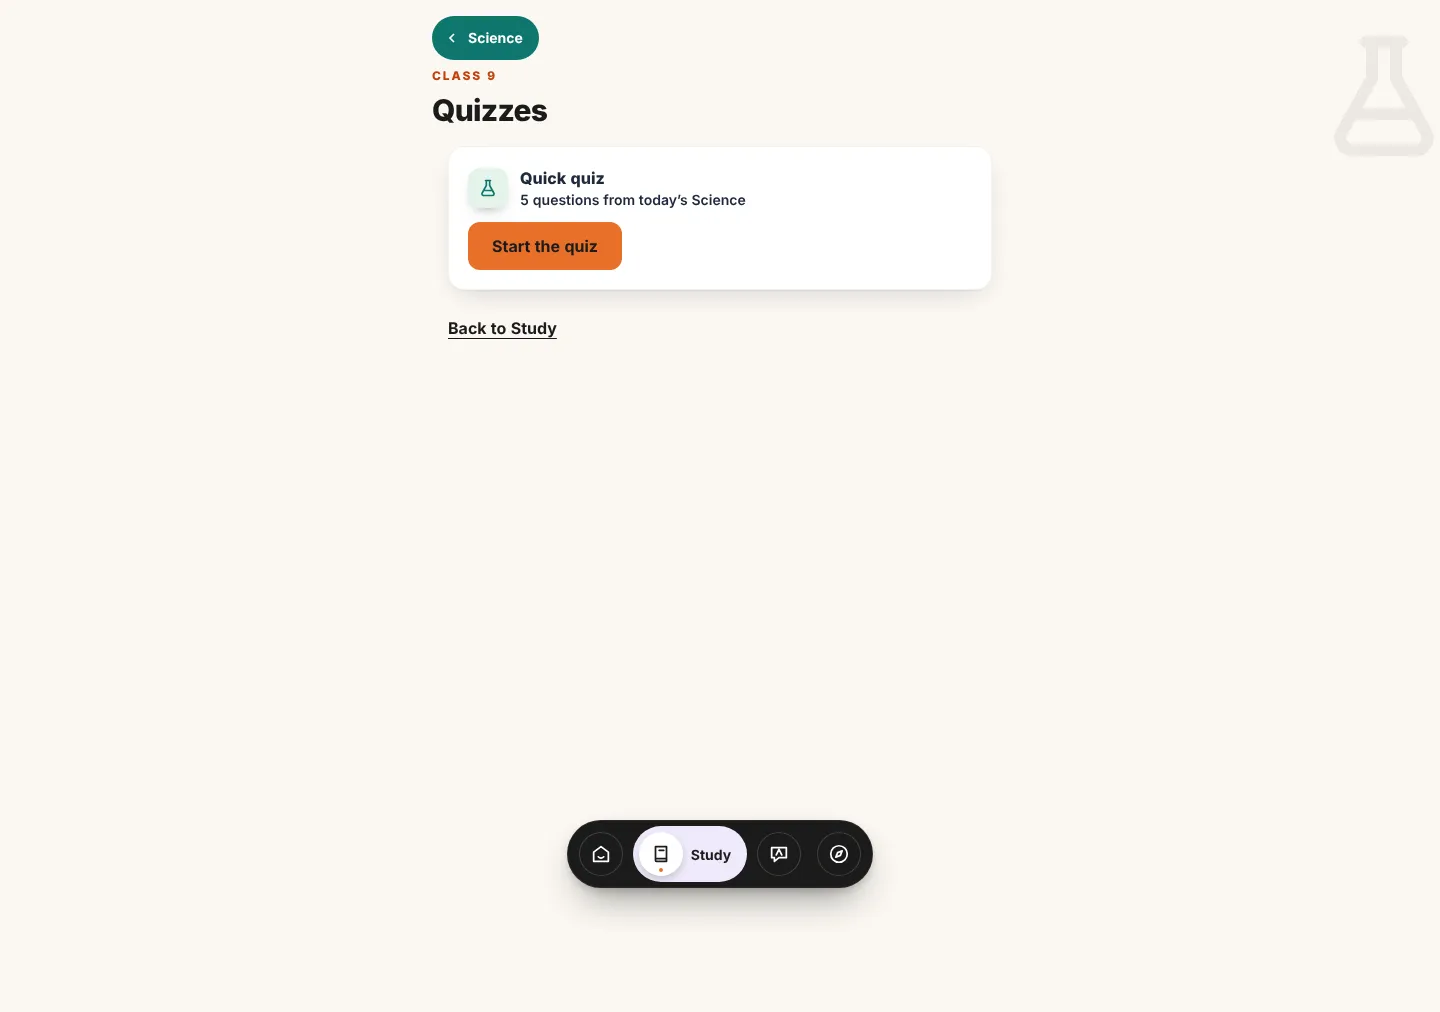 Science
CLASS 9
Quizzes
Quick quiz
5 questions from today’s Science
Start the quiz
Back to Study
Study